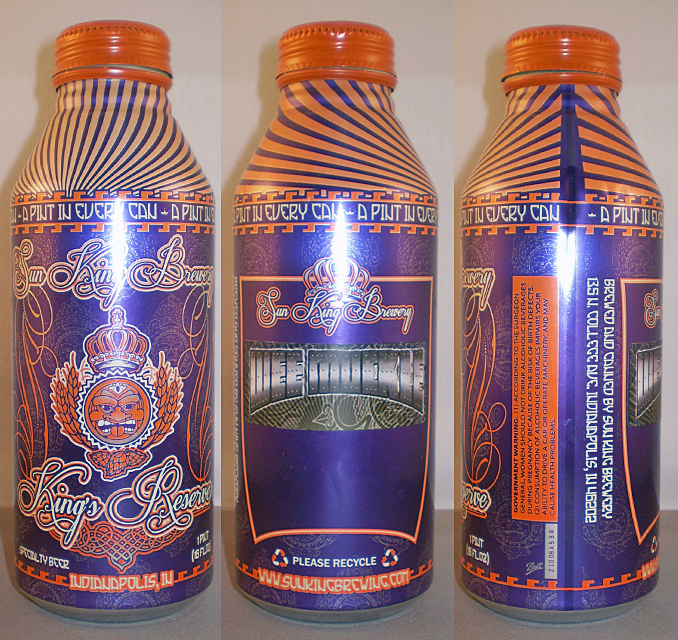 A PINT IN EVERY CAN - A PINT IN
Sun King Brewery
King's Reserve
SPECIALTY BEER
1 PINT
(16 FL.OZ)
INDIANAPOLIS, IN
PINT IN EVERY CAN - A PINT IN EVERY
Sun King Brewery
PLEASE RECYCLE
WWW.SUNKINGBREWING.COM
PINT IN EVERY CAN - A PINT IN EVER
GOVERNMENT WARNING: (1) ACCORDING TO THE SURGEON
GENERAL, WOMEN SHOULD NOT DRINK ALCOHOLIC BEVERAGES
DURING PREGNANCY BECAUSE OF THE RISK OF BIRTH DEFECTS.
(2) CONSUMPTION OF ALCOHOLIC BEVERAGES IMPAIRS YOUR
ABILITY TO DRIVE A CAR OR OPERATE MACHINERY, AND MAY
CAUSE HEALTH PROBLEMS.
BREWED AND CANNED BY SUN KING BREWERY
135 N. COLLEGE AVE. INDIANAPOLIS, IN 46202
1 PINT
(16 FL.OZ)
Ball